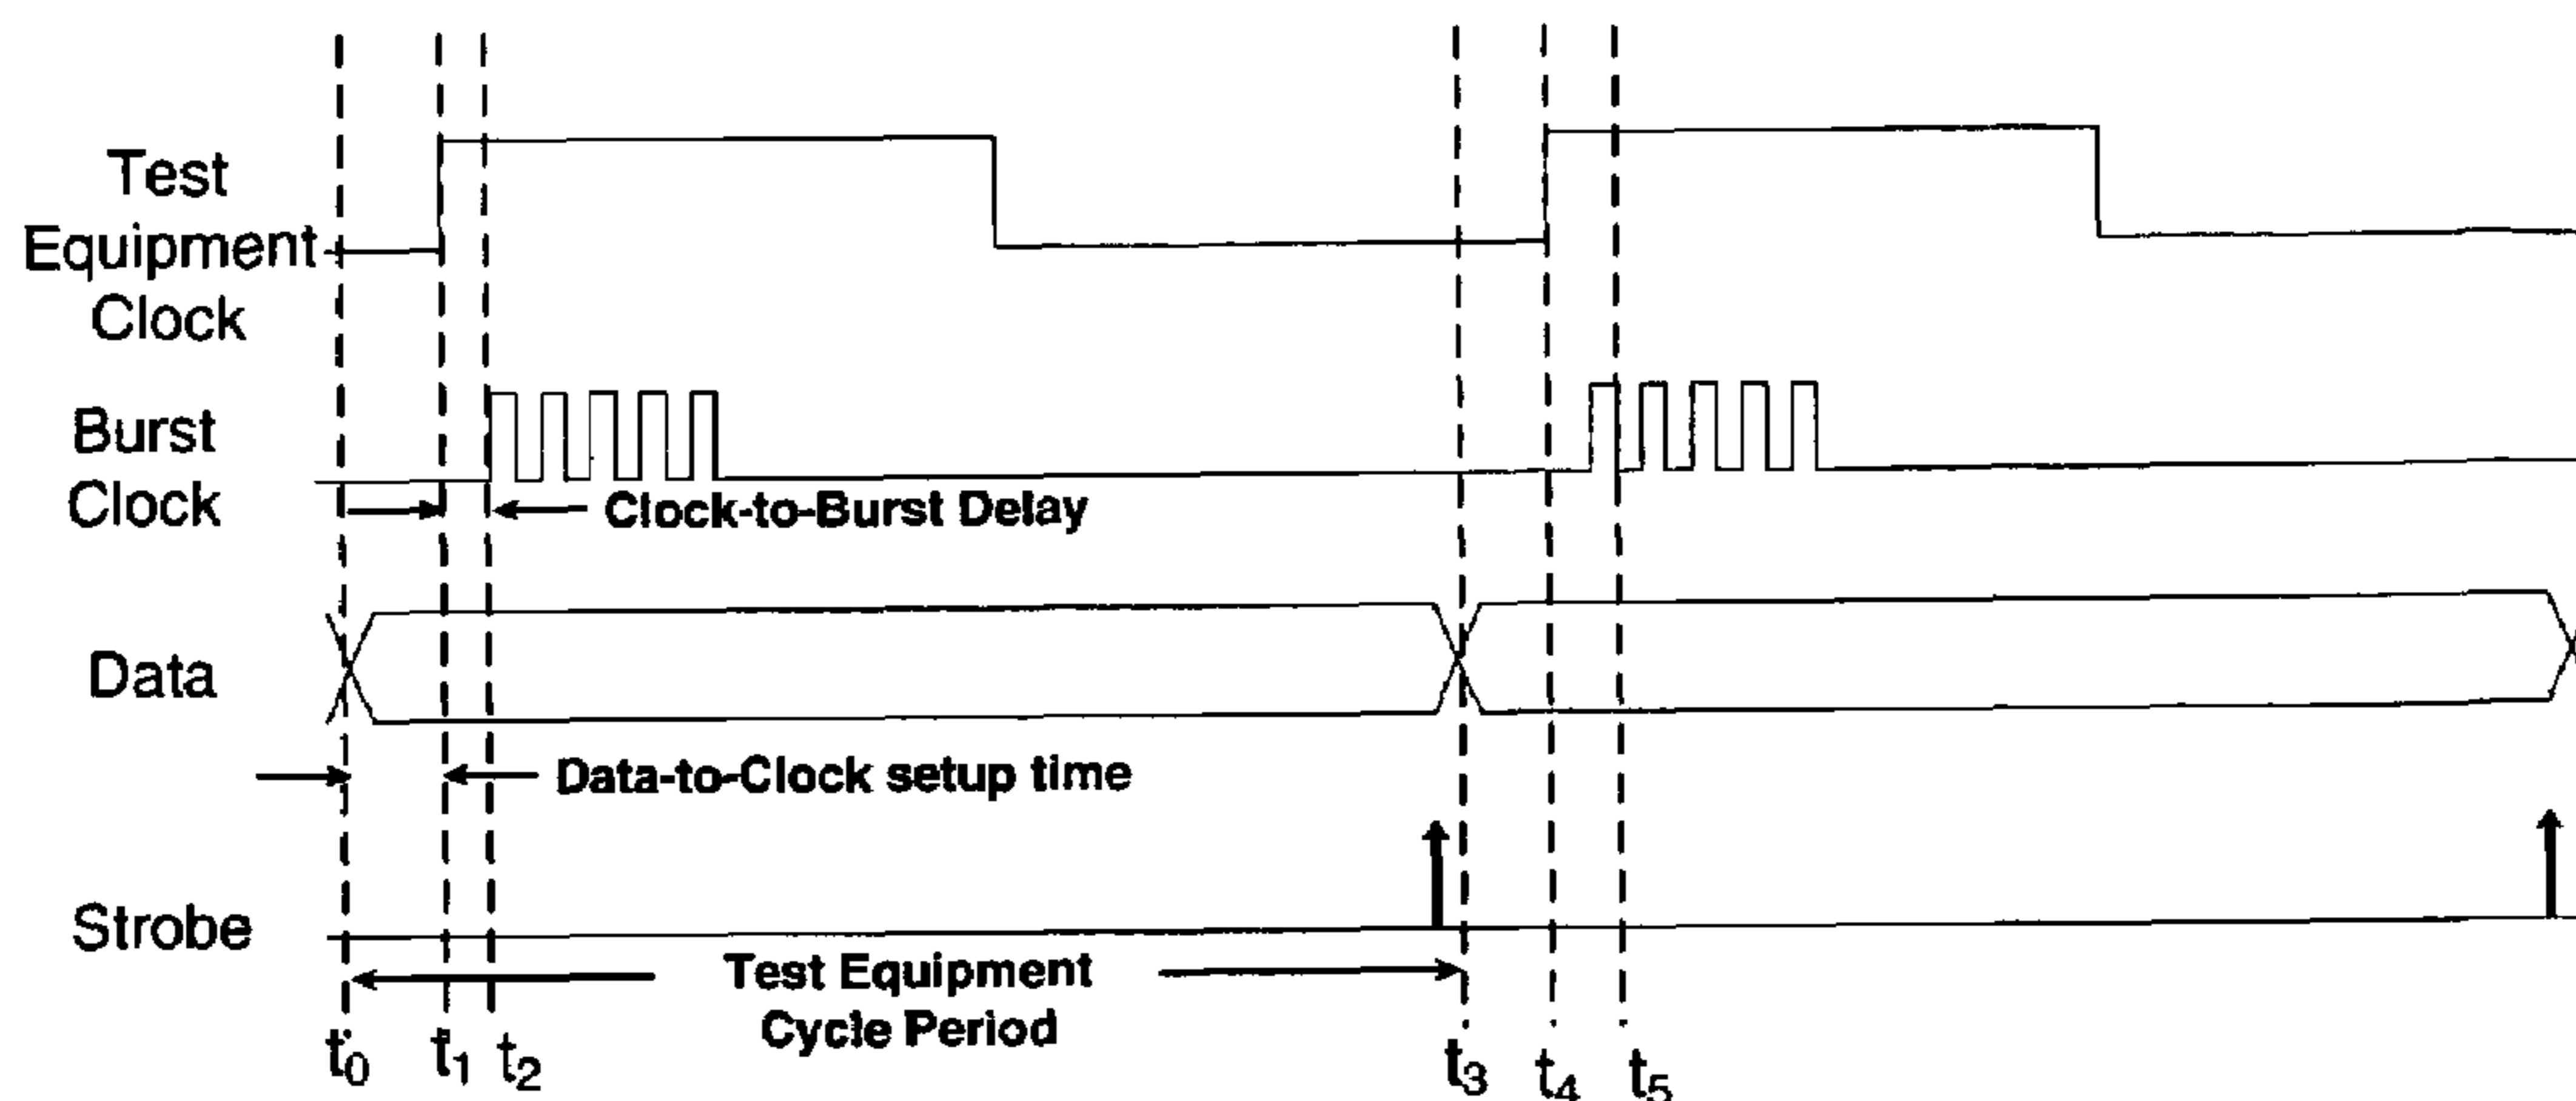 Test
Equipment
Clock
Burst
Clock
Clock-to-Burst Delay
Data
Data-to-Clock setup time
Strobe
Test Equipment
Cycle Period
t0 t1 t2 t3 t4 t5